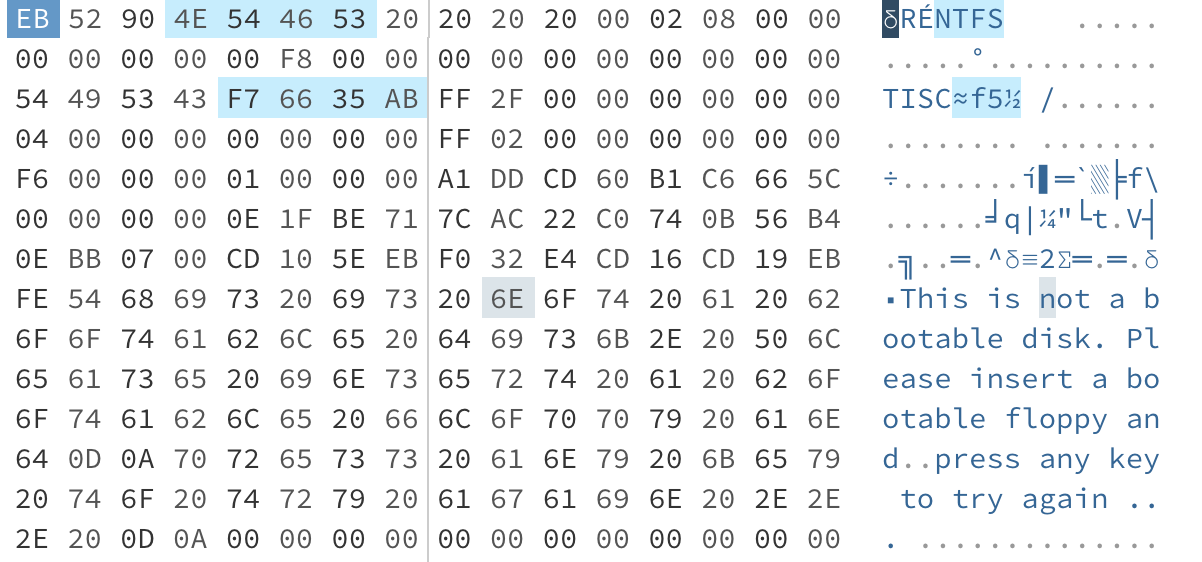 EB 52 90 4E 54 46 53 20 20 20 20 00 02 08 00 00 δRÉNTFS    .....
00 00 00 00 00 F8 00 00 00 00 00 00 00 00 00 00 .....°..........
54 49 53 43 F7 66 35 AB FF 2F 00 00 00 00 00 00 TISC≈f5½ /......
04 00 00 00 00 00 00 00 FF 02 00 00 00 00 00 00 ........ .......
F6 00 00 00 01 00 00 00 A1 DD CD 60 B1 C6 66 5C ÷.......í▌═`▒╞f\
00 00 00 00 0E 1F BE 71 7C AC 22 C0 74 0B 56 B4 ......╛q|¼"└t.V┤
0E BB 07 00 CD 10 5E EB F0 32 E4 CD 16 CD 19 EB .╗..═.^δ≡2Σ═.═.δ
FE 54 68 69 73 20 69 73 20 6E 6F 74 20 61 20 62 ▪This is not a b
6F 6F 74 61 62 6C 65 20 64 69 73 6B 2E 20 50 6C ootable disk. Pl
65 61 73 65 20 69 6E 73 65 72 74 20 61 20 62 6F ease insert a bo
6F 74 61 62 6C 65 20 66 6C 6F 70 70 79 20 61 6E otable floppy an
64 0D 0A 70 72 65 73 73 20 61 6E 79 20 6B 65 79 d..press any key
20 74 6F 20 74 72 79 20 61 67 61 69 6E 20 2E 2E  to try again ..
2E 20 0D 0A 00 00 00 00 00 00 00 00 00 00 00 00 . ..............